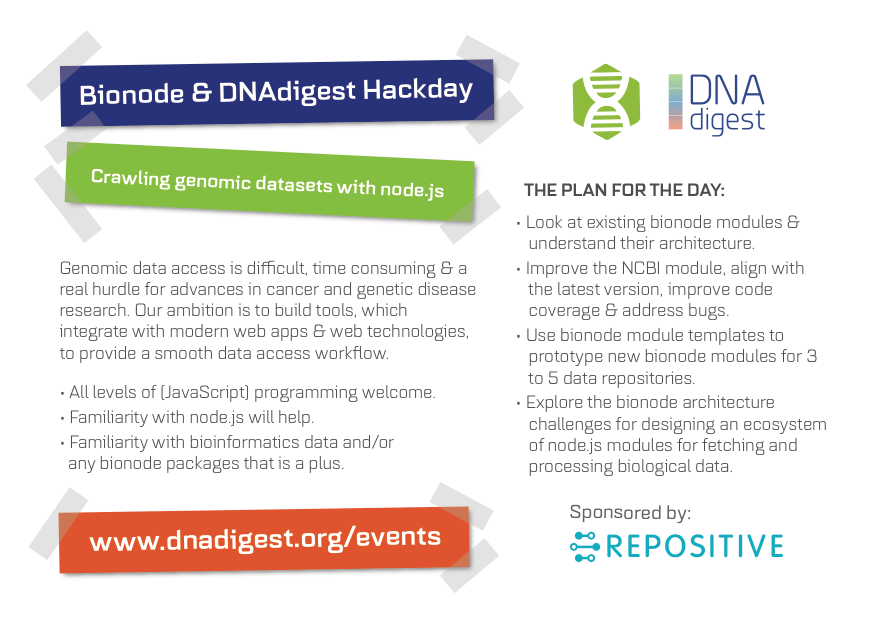 Bionode & DNAdigest Hackday
Crawling genomic datasets with node.js
Genomic data access is difficult, time consuming & a
real hurdle for advances in cancer and genetic disease
research. Our ambition is to build tools, which
integrate with modern web apps & web technologies,
to provide a smooth data access workflow.
• All levels of (JavaScript) programming welcome.
• Familiarity with node.js will help.
• Familiarity with bioinformatics data and/or
any bionode packages that is a plus.
www.dnadigest.org/events
DNA
digest
THE PLAN FOR THE DAY:
• Look at existing bionode modules &
understand their architecture.
• Improve the NCBI module, align with
the latest version, improve code
coverage & address bugs.
• Use bionode module templates to
prototype new bionode modules for 3
to 5 data repositories.
• Explore the bionode architecture
challenges for designing an ecosystem
of node.js modules for fetching and
processing biological data.
Sponsored by:
REPOSITIVE